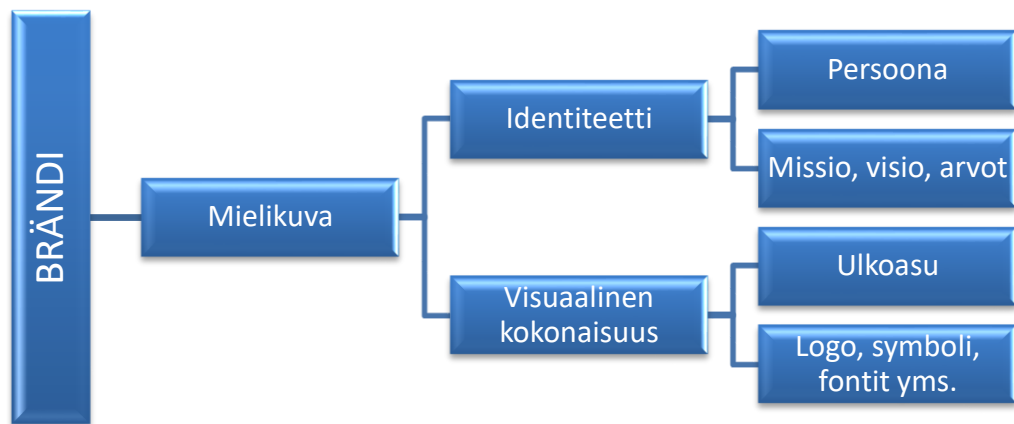 BRÄNDI
Mielikuva
Identiteetti
Persoona
Missio, visio, arvot
Visuaalinen
kokonaisuus
Ulkoasu
Logo, symboli,
fontit yms.